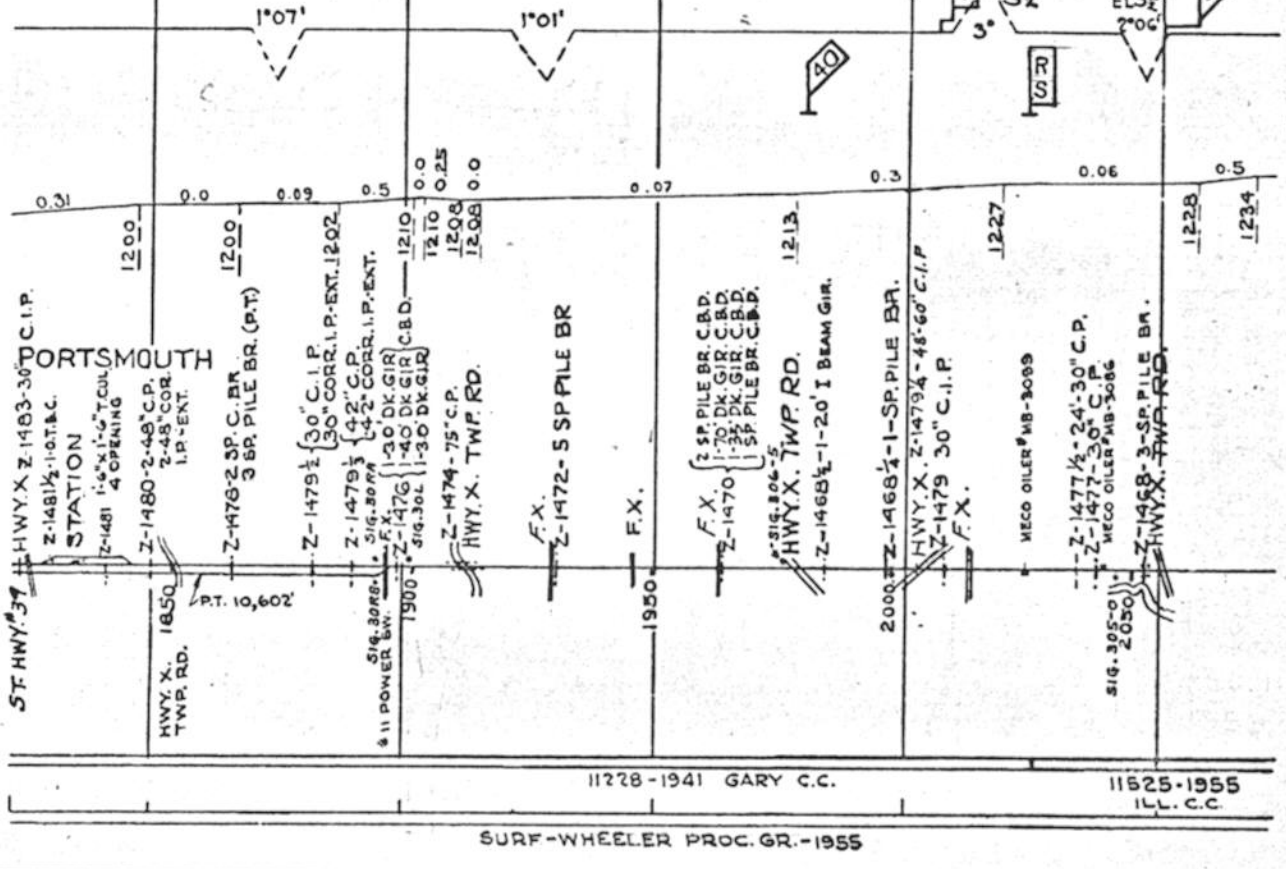 1°07'
1°01'
3°
2°06'
40
R
S
0.31
0.0
0.09
0.5
0.0
0.25
0.0
0.07
0.3
0.06
0.5
1200
1200
1202
1210
1210
1208
1208
1213
1227
1228
1234
ST. HWY.#37
HWY. X Z-1483-30" C.I.P.
PORTSMOUTH
Z-1481½-1-O.T.B.C.
STATION
Z-1481 1'-6"X1'-6" T.CUL.
4 OPENING
Z-1480-2-48" C.P.
2-48" COR.
I.P.-EXT.
1850
HWY. X.
TWP. RD.
Z-1478-2 SP. C. BR
3 SP. PILE BR. (P.T.)
P.T. 10,602'
Z-1479½ {30" C.I.P.
{30" CORR. I.P.-EXT.
Z-1479⅓ {42" C.P.
{42" CORR. I.P.-EXT.
SIG. 30RA
SIG. 30RB
F.X.
#11 POWER SW.
Z-1476 {1-30' DK. GIR} C.B.D.
{1-40' DK GIR}
{1-30' DK. GIR}
SIG. 30L
1900
Z-1474-75" C.P.
HWY. X. TWP. RD.
F.X.
Z-1472-5 SP. PILE BR
F.X.
1950
F.X.
Z-1470 {2 SP. PILE BR. C.B.D.
{1-70' DK. GIR. C.B.D.
{1-35' DK. GIR. C.B.D.
{1 SP. PILE BR. C.B.D.
SIG. 306-5
HWY. X. TWP. RD.
Z-1468½-1-20' I BEAM GIR.
2000
Z-1468¼-1-SP. PILE BR.
HWY. X. Z-1479¼-48'-60" C.I.P
Z-1479 30" C.I.P.
F.X.
MECO OILER #MB-3099
Z-1477½-24'-30" C.P.
Z-1477-30" C.P.
MECO OILER #MB-3086
SIG. 305-0
2050
Z-1468-3-SP. PILE BR.
HWY. X. TWP. RD.
11228-1941 GARY C.C.
11525-1955
ILL. C.C.
SURF-WHEELER PROC. GR.-1955